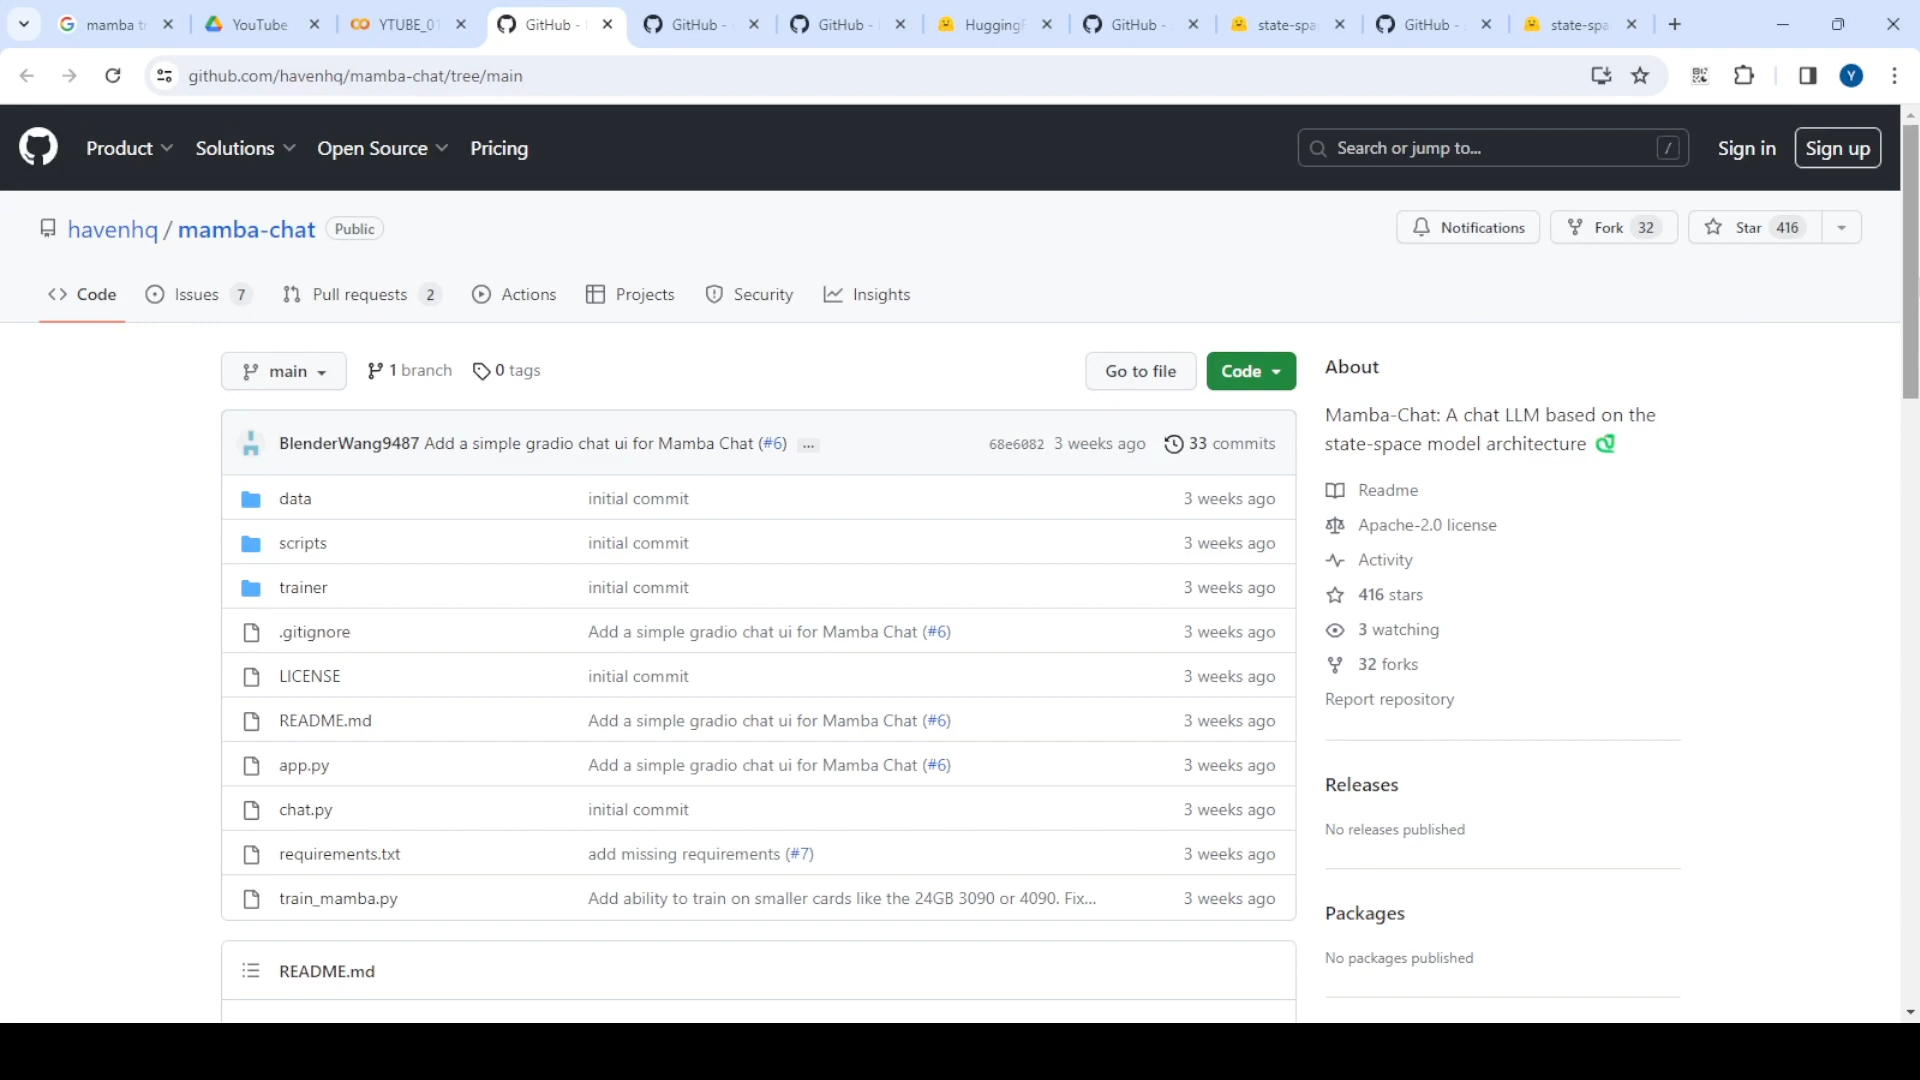 mamba tr
YouTube
YTUBE_01
GitHub -
GitHub -
GitHub -
HuggingF
GitHub -
state-spa
GitHub -
state-spa
github.com/havenhq/mamba-chat/tree/main
Y
Product
Solutions
Open Source
Pricing
Search or jump to...
/
Sign in
Sign up
havenhq / mamba-chat
Public
Notifications
Fork 32
Star 416
Code
Issues 7
Pull requests 2
Actions
Projects
Security
Insights
main
1 branch
0 tags
Go to file
Code
BlenderWang9487 Add a simple gradio chat ui for Mamba Chat (#6) ...
68e6082 3 weeks ago
33 commits
data initial commit 3 weeks ago
scripts initial commit 3 weeks ago
trainer initial commit 3 weeks ago
.gitignore Add a simple gradio chat ui for Mamba Chat (#6) 3 weeks ago
LICENSE initial commit 3 weeks ago
README.md Add a simple gradio chat ui for Mamba Chat (#6) 3 weeks ago
app.py Add a simple gradio chat ui for Mamba Chat (#6) 3 weeks ago
chat.py initial commit 3 weeks ago
requirements.txt add missing requirements (#7) 3 weeks ago
train_mamba.py Add ability to train on smaller cards like the 24GB 3090 or 4090. Fix... 3 weeks ago
README.md
About
Mamba-Chat: A chat LLM based on the
state-space model architecture
Readme
Apache-2.0 license
Activity
416 stars
3 watching
32 forks
Report repository
Releases
No releases published
Packages
No packages published